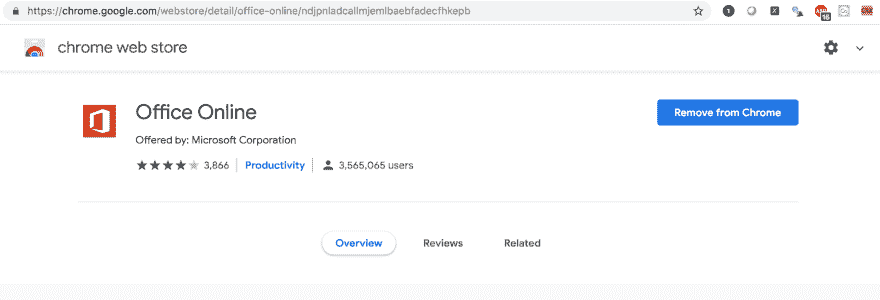 https://chrome.google.com/webstore/detail/office-online/ndjpnladcallmjemlbaebfadecfhkepb
chrome web store
Office Online
Remove from Chrome
Offered by: Microsoft Corporation
3,866 Productivity 3,565,065 users
Overview Reviews Related